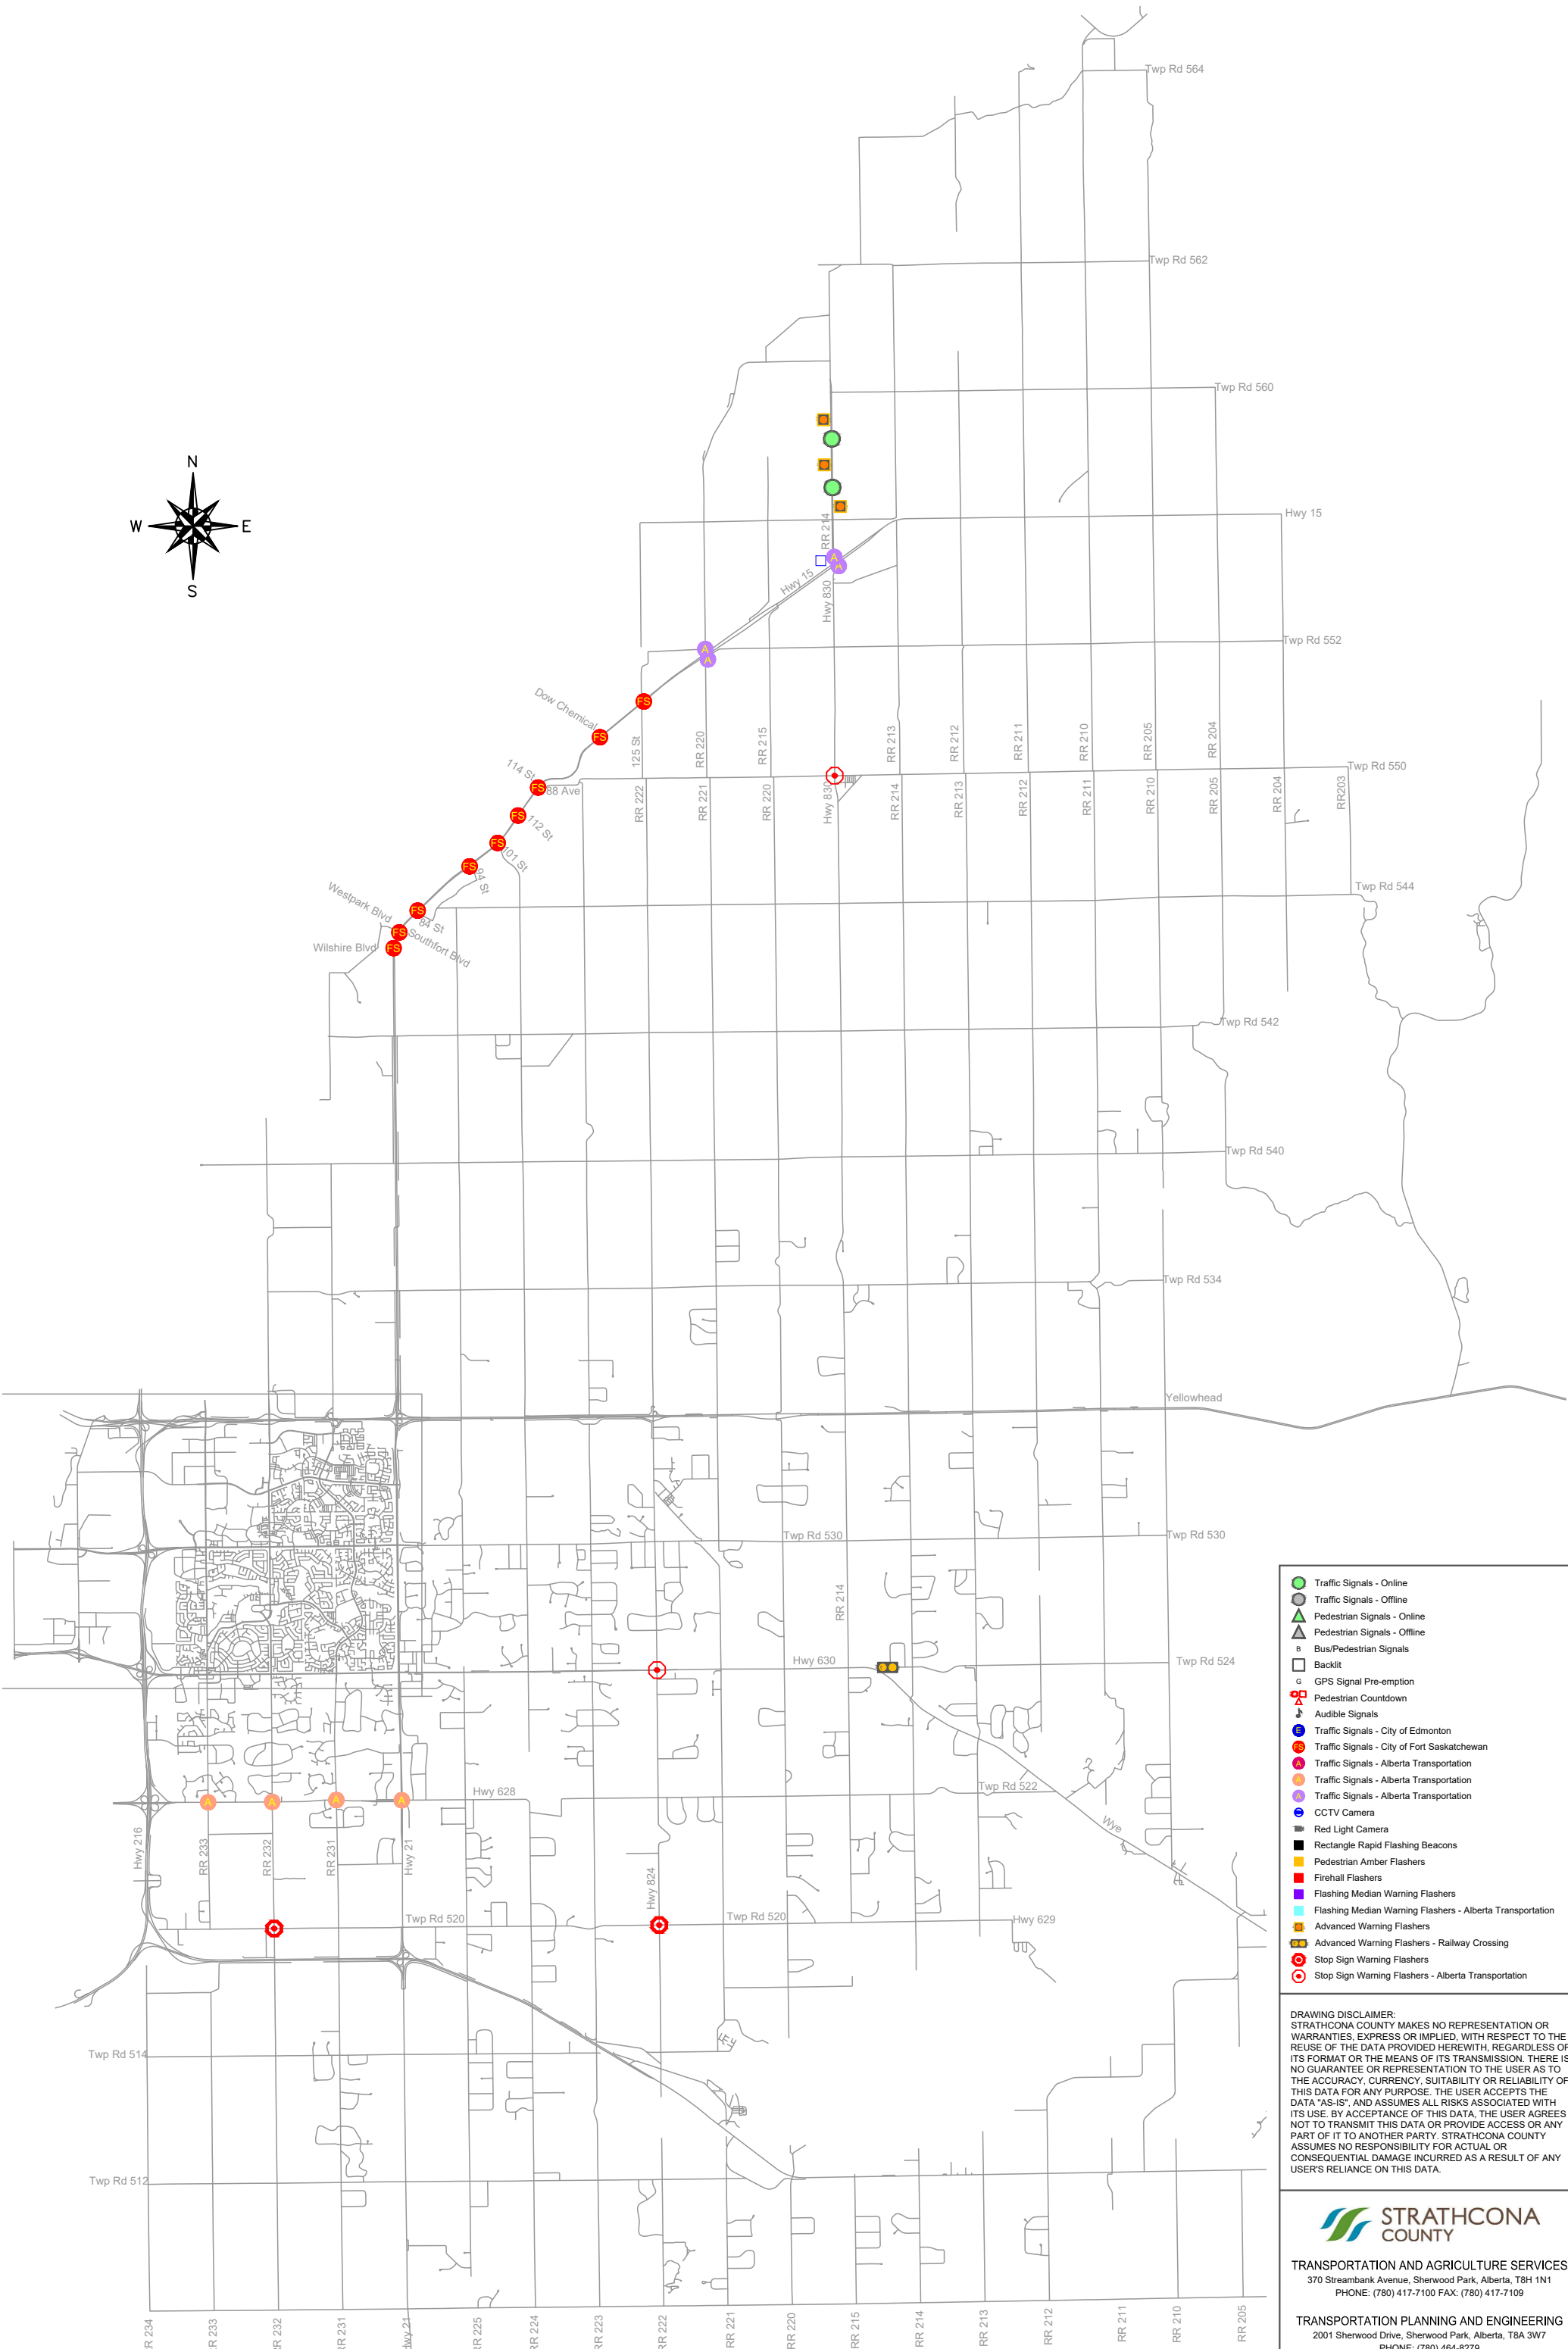 Twp Rd 564
Twp Rd 562
Twp Rd 560
N
W E
S
RR 214
Hwy 15
Hwy 15
A
A
Hwy 830
Twp Rd 552
A
A
FS
Dow Chemical
FS
125 St
RR 220
RR 215
RR 213
RR 212
RR 211
RR 210
RR 205
RR 204
114 St
FS
88 Ave
Twp Rd 550
RR 222
RR 221
RR 220
Hwy 830
RR 214
RR 213
RR 212
RR 211
RR 210
RR 205
RR 204
RR203
FS
112 St
FS
101 St
FS
94 St
Twp Rd 544
Westpark Blvd
FS
84 St
FS
Southfort Blvd
Wilshire Blvd
FS
Twp Rd 542
Twp Rd 540
Twp Rd 534
Yellowhead
Twp Rd 530
Twp Rd 530
RR 214
Hwy 630
Twp Rd 524
Hwy 628
Twp Rd 522
A
A
A
A
Wye
Hwy 216
RR 233
RR 232
RR 231
Hwy 21
Hwy 824
Twp Rd 520
Twp Rd 520
Hwy 629
Twp Rd 514
Twp Rd 512
R 234
RR 233
RR 232
RR 231
Hwy 21
RR 225
RR 224
RR 223
RR 222
RR 221
RR 220
RR 215
RR 214
RR 213
RR 212
RR 211
RR 210
RR 205
Traffic Signals - Online
Traffic Signals - Offline
Pedestrian Signals - Online
Pedestrian Signals - Offline
B Bus/Pedestrian Signals
Backlit
G GPS Signal Pre-emption
Pedestrian Countdown
Audible Signals
E Traffic Signals - City of Edmonton
FS Traffic Signals - City of Fort Saskatchewan
A Traffic Signals - Alberta Transportation
A Traffic Signals - Alberta Transportation
A Traffic Signals - Alberta Transportation
CCTV Camera
Red Light Camera
Rectangle Rapid Flashing Beacons
Pedestrian Amber Flashers
Firehall Flashers
Flashing Median Warning Flashers
Flashing Median Warning Flashers - Alberta Transportation
Advanced Warning Flashers
Advanced Warning Flashers - Railway Crossing
Stop Sign Warning Flashers
Stop Sign Warning Flashers - Alberta Transportation
DRAWING DISCLAIMER:
STRATHCONA COUNTY MAKES NO REPRESENTATION OR
WARRANTIES, EXPRESS OR IMPLIED, WITH RESPECT TO THE
REUSE OF THE DATA PROVIDED HEREWITH, REGARDLESS OF
ITS FORMAT OR THE MEANS OF ITS TRANSMISSION. THERE IS
NO GUARANTEE OR REPRESENTATION TO THE USER AS TO
THE ACCURACY, CURRENCY, SUITABILITY OR RELIABILITY OF
THIS DATA FOR ANY PURPOSE. THE USER ACCEPTS THE
DATA "AS-IS", AND ASSUMES ALL RISKS ASSOCIATED WITH
ITS USE. BY ACCEPTANCE OF THIS DATA, THE USER AGREES
NOT TO TRANSMIT THIS DATA OR PROVIDE ACCESS OR ANY
PART OF IT TO ANOTHER PARTY. STRATHCONA COUNTY
ASSUMES NO RESPONSIBILITY FOR ACTUAL OR
CONSEQUENTIAL DAMAGE INCURRED AS A RESULT OF ANY
USER'S RELIANCE ON THIS DATA.
STRATHCONA
COUNTY
TRANSPORTATION AND AGRICULTURE SERVICES
370 Streambank Avenue, Sherwood Park, Alberta, T8H 1N1
PHONE: (780) 417-7100 FAX: (780) 417-7109
TRANSPORTATION PLANNING AND ENGINEERING
2001 Sherwood Drive, Sherwood Park, Alberta, T8A 3W7
PHONE: (780) 464-8279